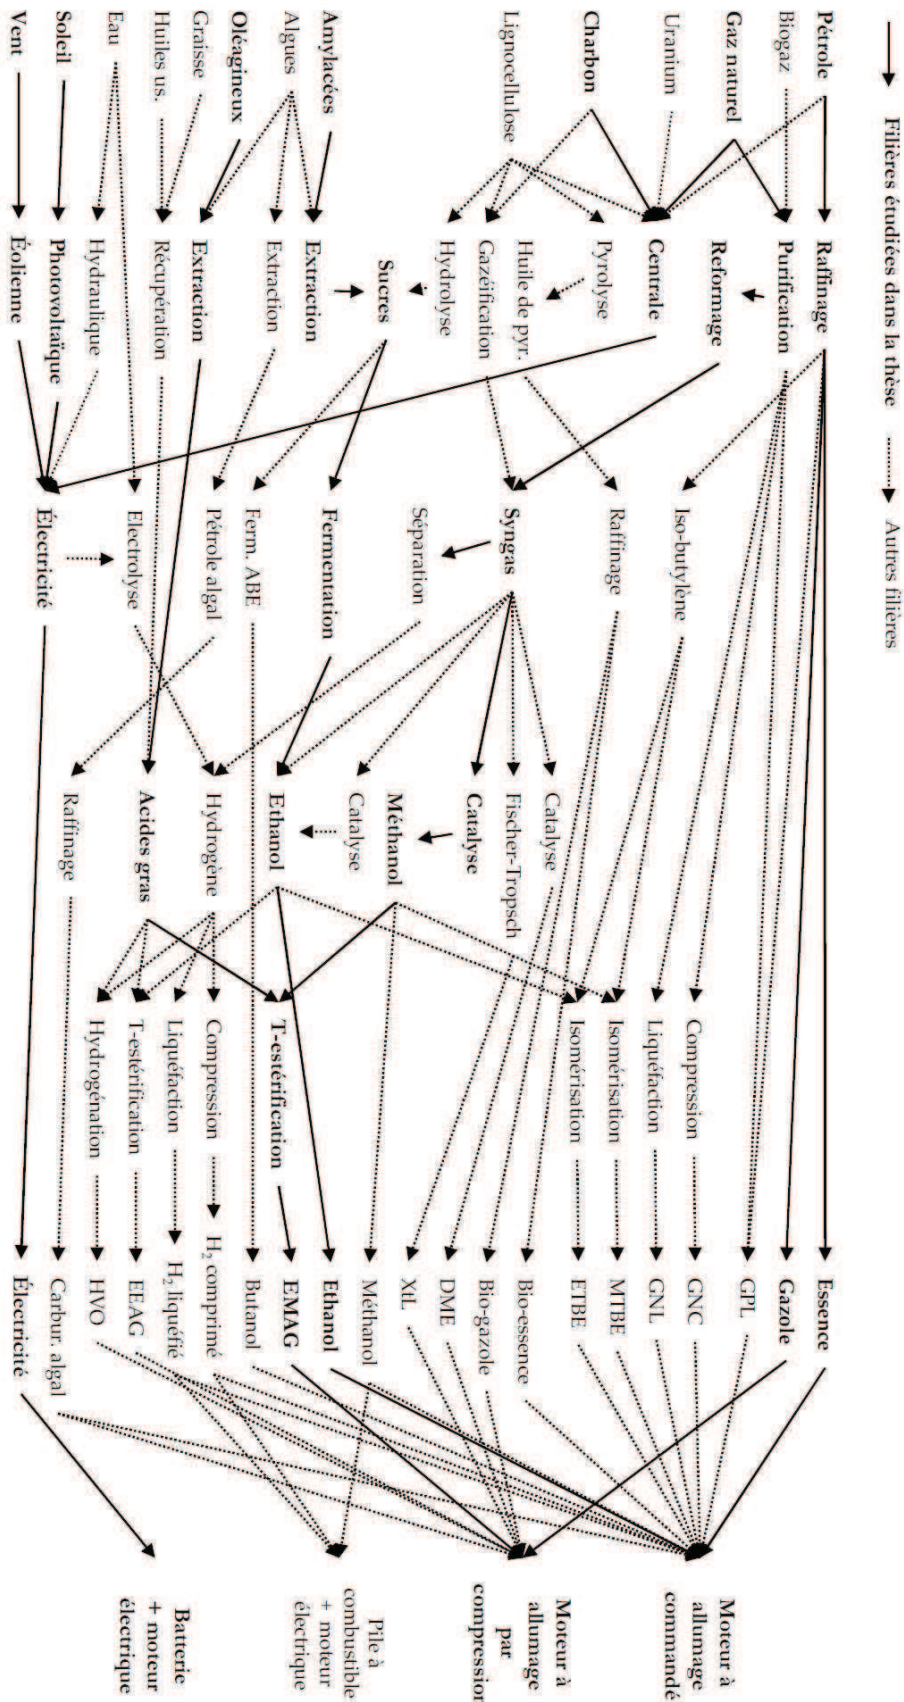 Filières étudiées dans la thèse
Autres filières
Pétrole
Biogaz
Gaz naturel
Uranium
Charbon
Lignocellulose
Amylacées
Algues
Oléagineux
Graisse
Huiles us.
Eau
Soleil
Vent
Raffinage
Purification
Reformage
Centrale
Pyrolyse
Huile de pyr.
Gazéification
Hydrolyse
Sucres
Extraction
Extraction
Extraction
Récupération
Hydraulique
Photovoltaïque
Éolienne
Iso-butylène
Raffinage
Syngas
Séparation
Fermentation
Ferm. ABE
Pétrole algal
Electrolyse
Électricité
Catalyse
Fischer-Tropsch
Catalyse
Méthanol
Catalyse
Ethanol
Hydrogène
Acides gras
Raffinage
Compression
Liquéfaction
Isomérisation
Isomérisation
T-estérification
Compression
Liquéfaction
T-estérification
Hydrogénation
Essence
Gazole
GPL
GNC
GNL
MTBE
ETBE
Bio-essence
Bio-gazole
DME
XtL
Méthanol
Ethanol
EMAG
Butanol
H₂ comprimé
H₂ liquéfié
EEAG
HVO
Carbur. algal
Électricité
Moteur à
allumage
commandé
Moteur à
allumage
par
compression
Pile à
combustible
+ moteur
électrique
Batterie
+ moteur
électrique